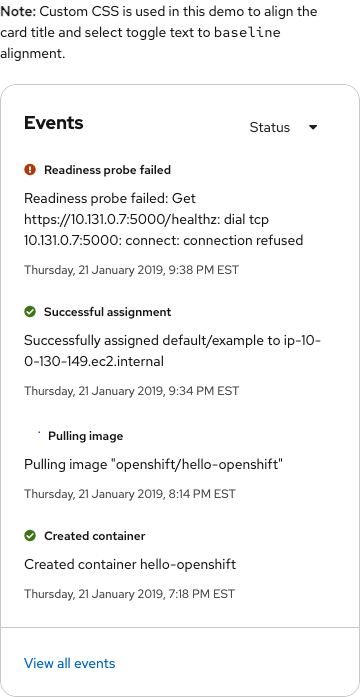 Note: Custom CSS is used in this demo to align the
card title and select toggle text to baseline
alignment.
Events
Status
Readiness probe failed
Readiness probe failed: Get
https://10.131.0.7:5000/healthz: dial tcp
10.131.0.7:5000: connect: connection refused
Thursday, 21 January 2019, 9:38 PM EST
Successful assignment
Successfully assigned default/example to ip-10-
0-130-149.ec2.internal
Thursday, 21 January 2019, 9:34 PM EST
Pulling image
Pulling image "openshift/hello-openshift"
Thursday, 21 January 2019, 8:14 PM EST
Created container
Created container hello-openshift
Thursday, 21 January 2019, 7:18 PM EST
View all events